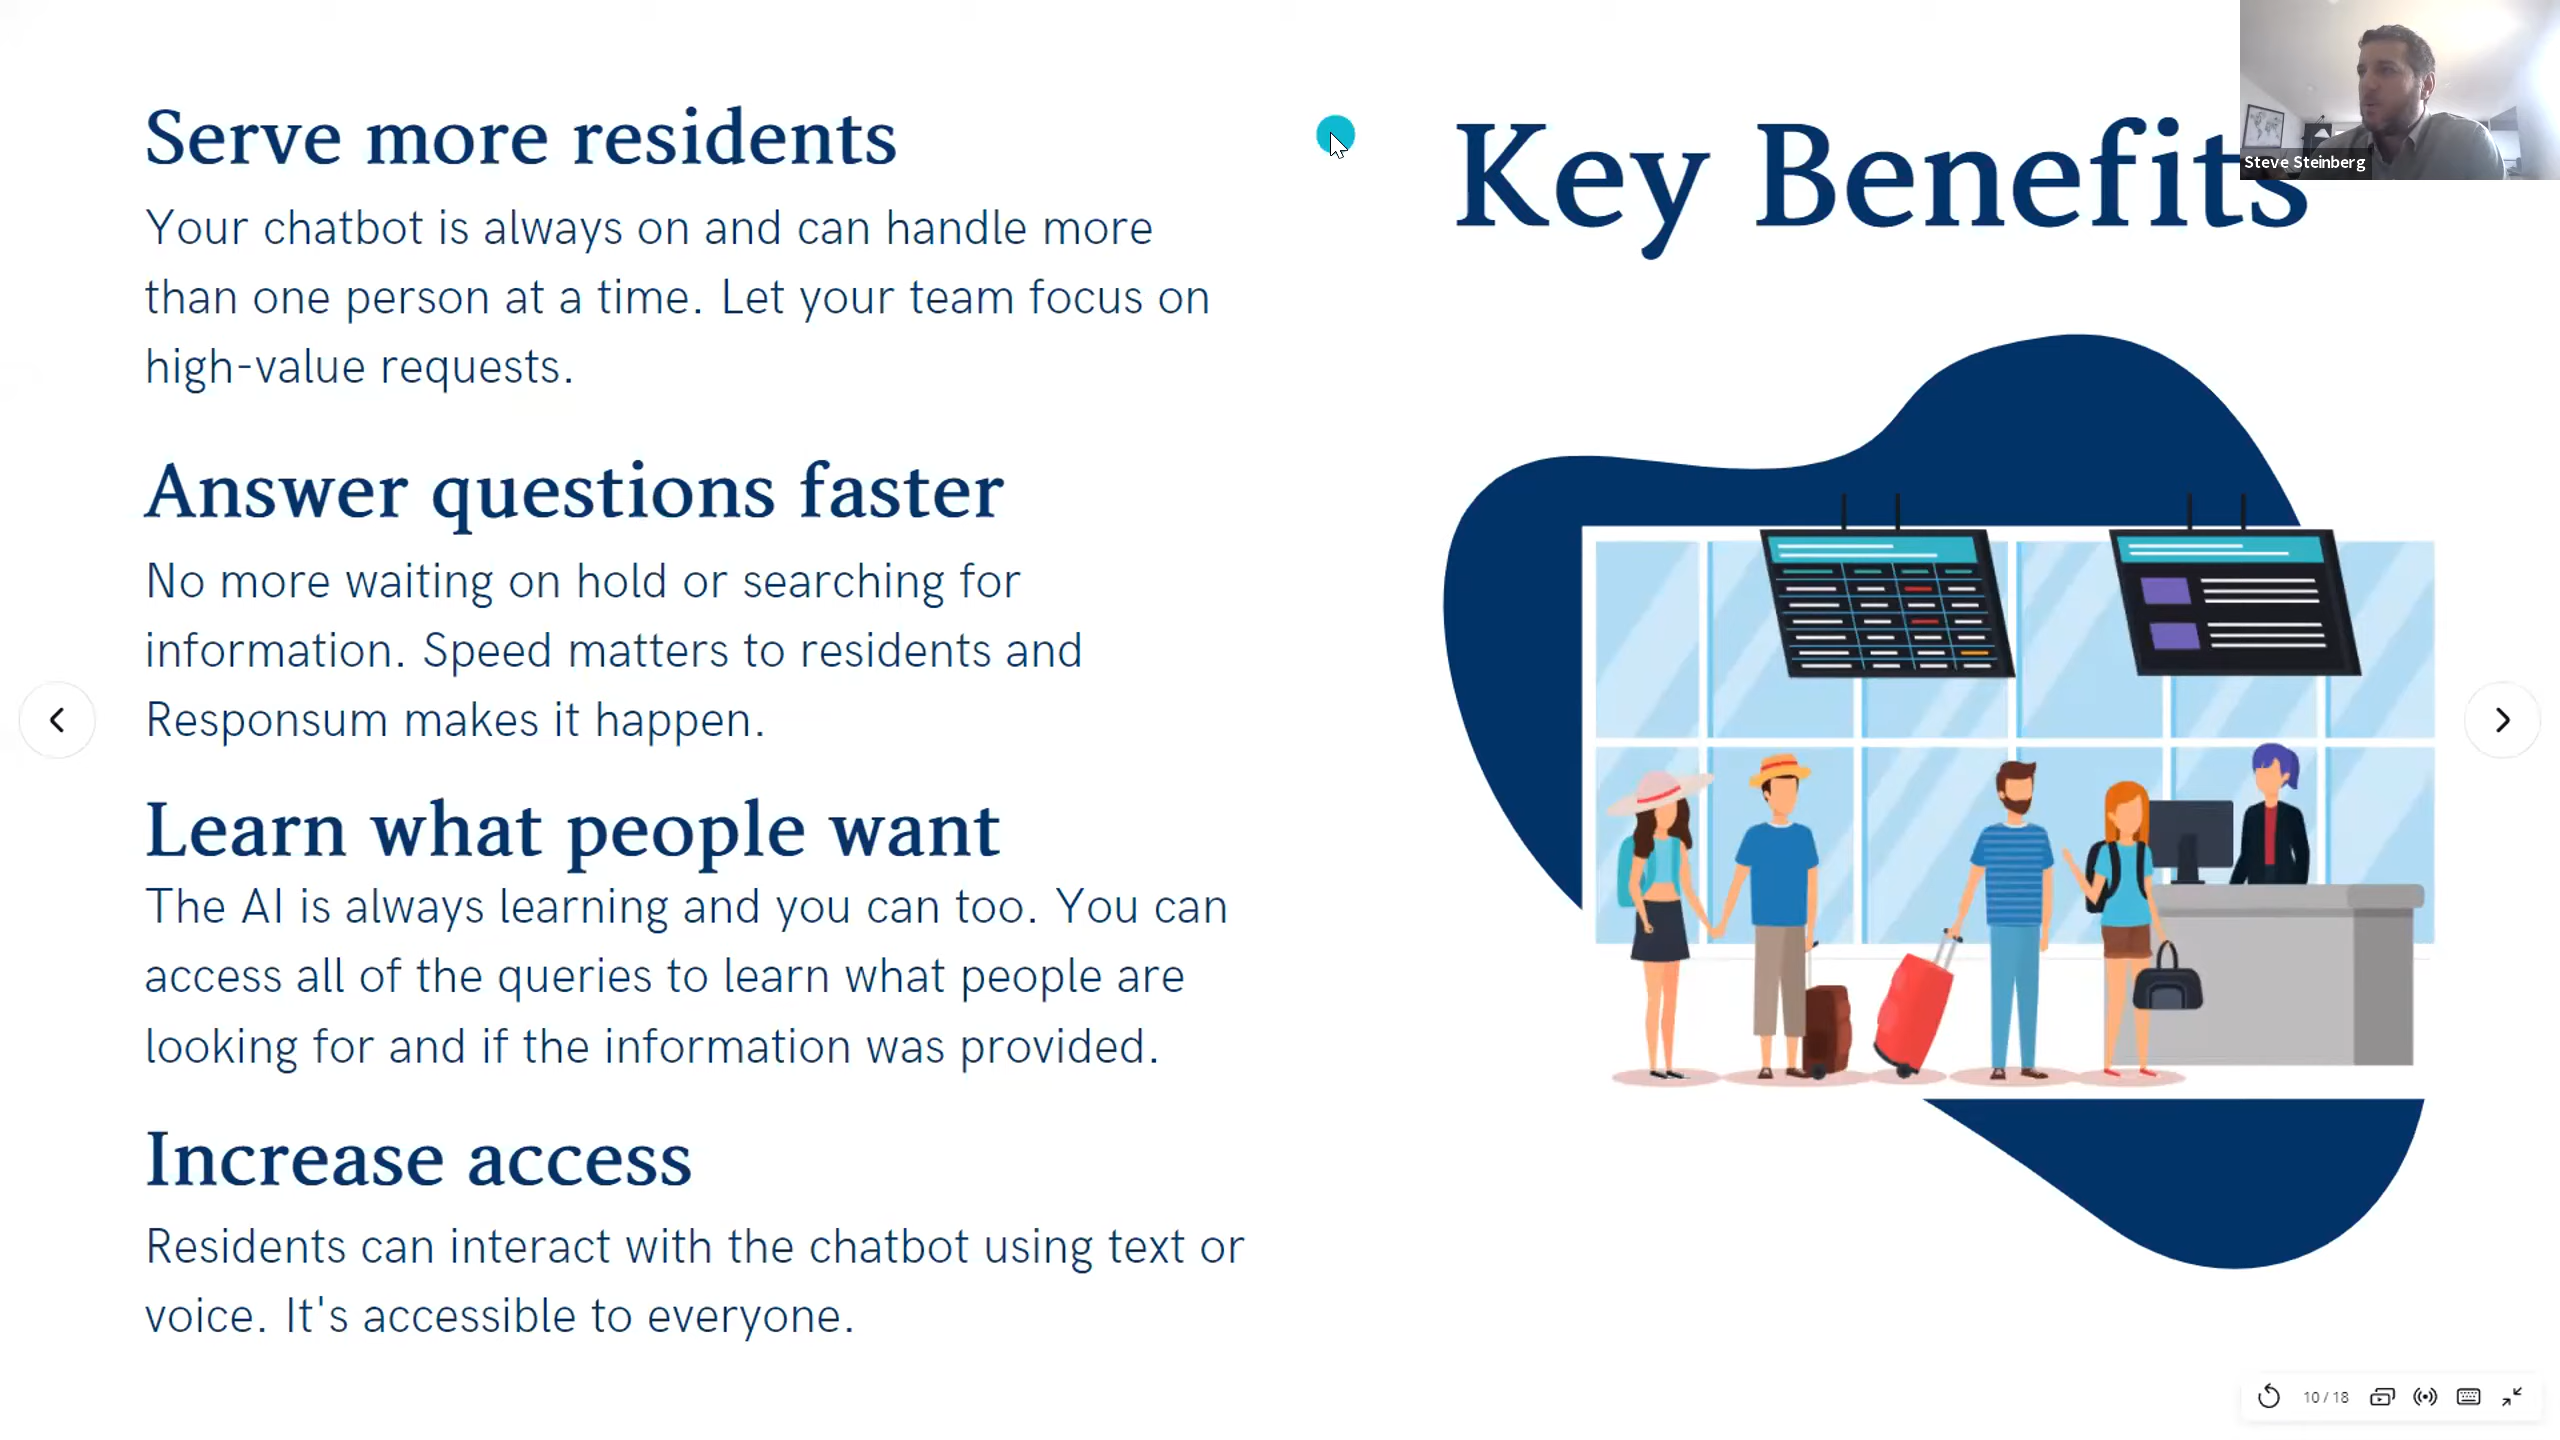 Serve more residents
Your chatbot is always on and can handle more
than one person at a time. Let your team focus on
high-value requests.
Answer questions faster
No more waiting on hold or searching for
information. Speed matters to residents and
Responsum makes it happen.
Learn what people want
The AI is always learning and you can too. You can
access all of the queries to learn what people are
looking for and if the information was provided.
Increase access
Residents can interact with the chatbot using text or
voice. It's accessible to everyone.
Key Benefits
Steve Steinberg
10 / 18